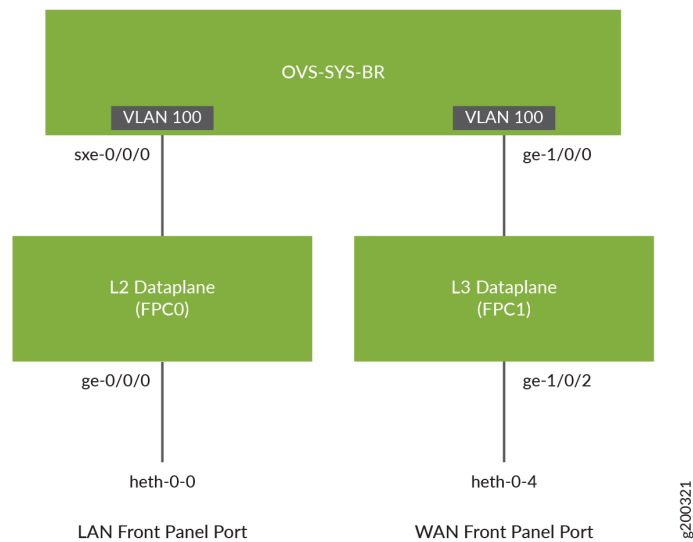 OVS-SYS-BR
VLAN 100
VLAN 100
sxe-0/0/0
ge-1/0/0
L2 Dataplane
(FPC0)
L3 Dataplane
(FPC1)
ge-0/0/0
ge-1/0/2
heth-0-0
heth-0-4
LAN Front Panel Port
WAN Front Panel Port
g200321